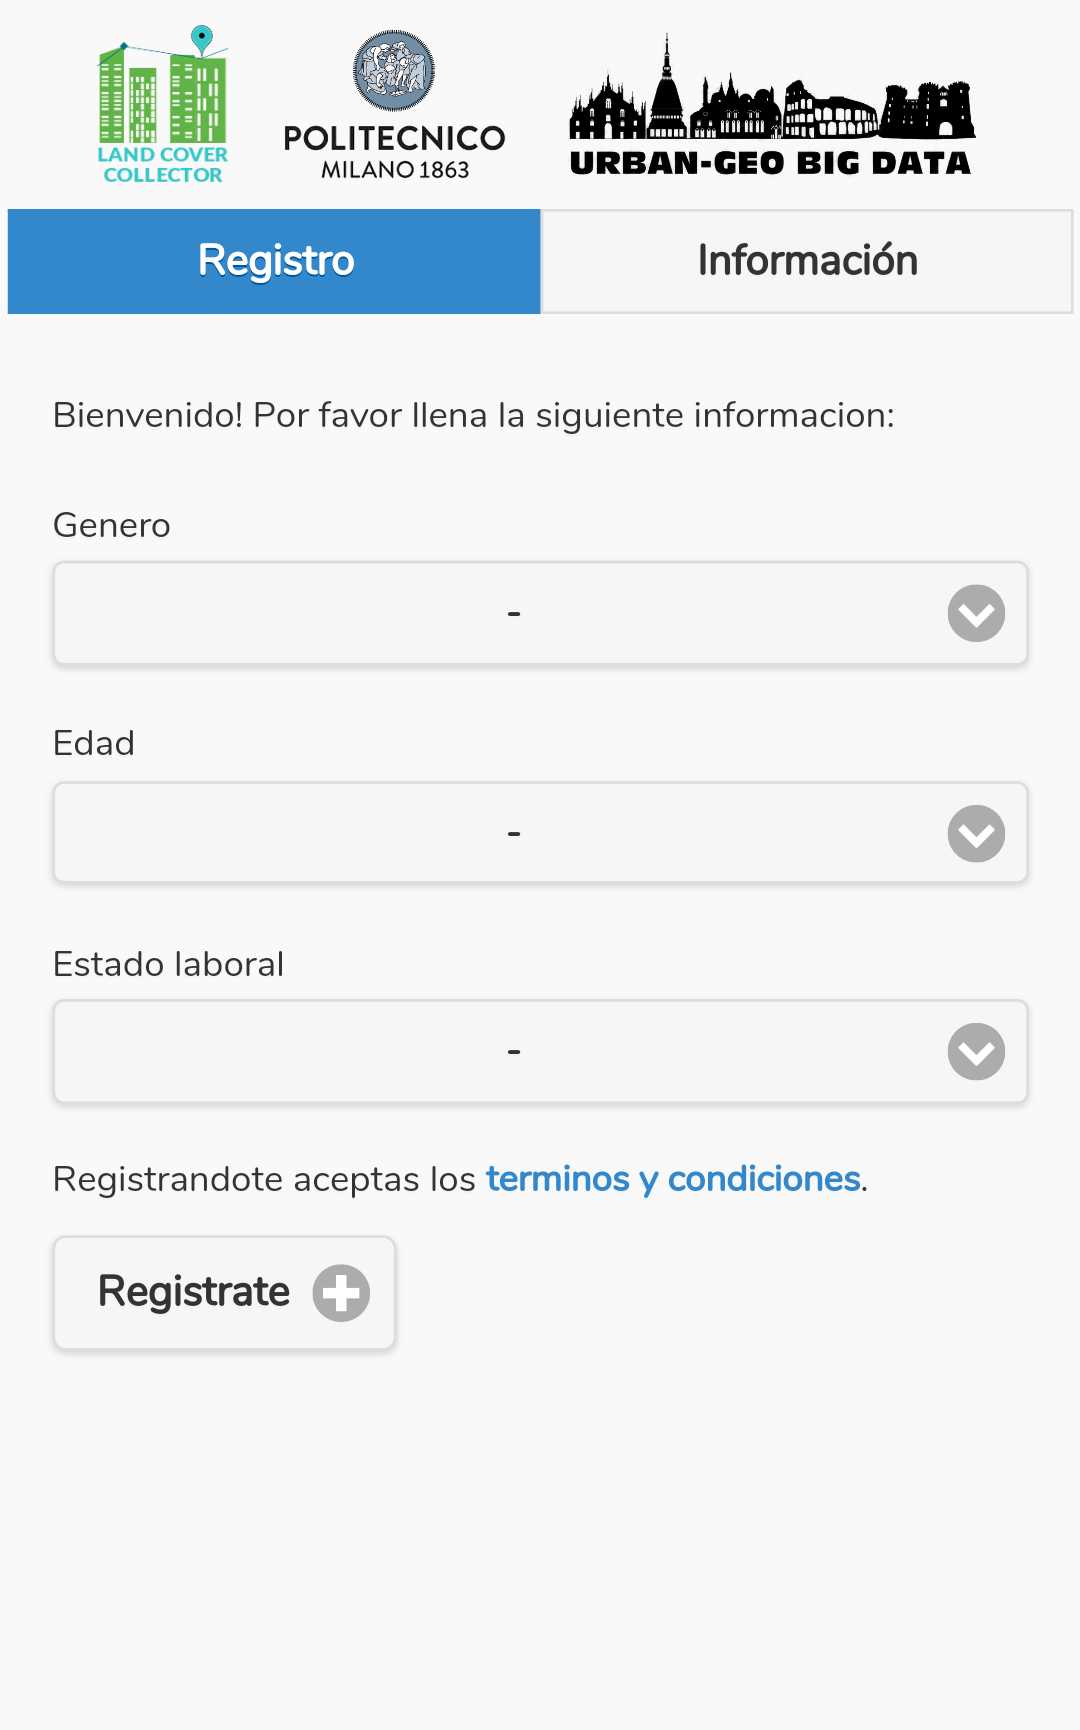 LAND COVER
COLLECTOR
POLITECNICO
MILANO 1863
URBAN-GEO BIG DATA
Registro
Información
Bienvenido! Por favor llena la siguiente informacion:
Genero
-
Edad
-
Estado laboral
-
Registrandote aceptas los terminos y condiciones.
Registrate